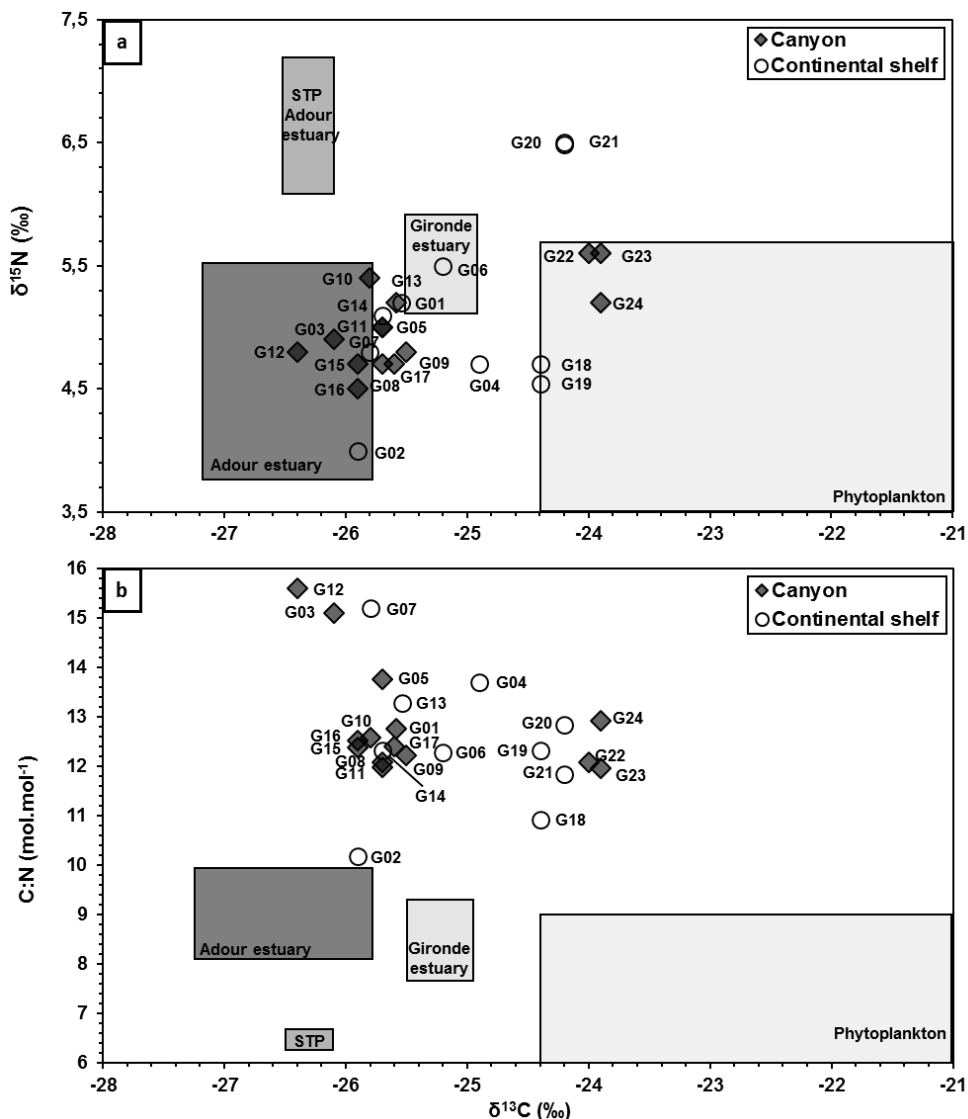 a
7,5
6,5
5,5
4,5
3,5
δ¹⁵N (‰)
Canyon
Continental shelf
STP
Adour
estuary
G20
G21
Gironde
estuary
G06
G22
G23
G24
G10
G13
G14
G01
G03
G11
G05
G12
G07
G15
G09
G04
G18
G16
G08
G17
G19
G02
Adour estuary
Phytoplankton
-28
-27
-26
-25
-24
-23
-22
-21
b
16
15
14
13
12
11
10
9
8
7
6
C:N (mol.mol⁻¹)
Canyon
Continental shelf
G12
G03
G07
G05
G04
G13
G10
G01
G20
G24
G16
G17
G15
G06
G19
G22
G08
G09
G21
G23
G11
G14
G18
G02
Adour estuary
Gironde
estuary
STP
Phytoplankton
-28
-27
-26
-25
-24
-23
-22
-21
δ¹³C (‰)